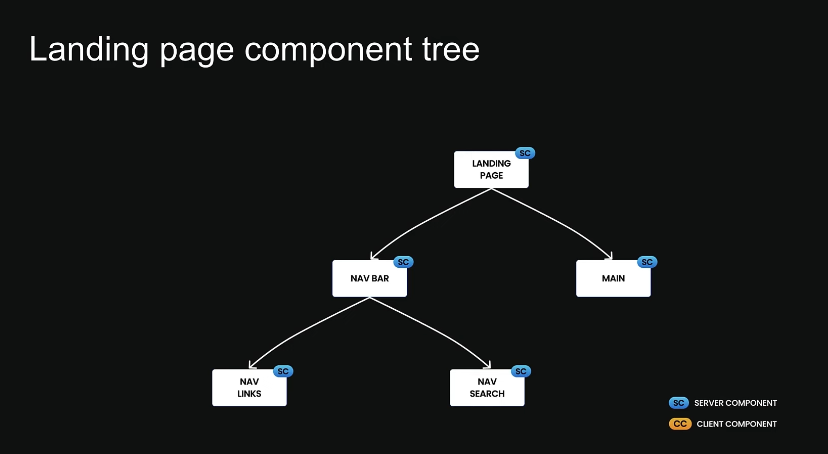 Landing page component tree
SC
LANDING
PAGE
SC
NAV BAR
SC
MAIN
SC
NAV
LINKS
SC
NAV
SEARCH
SC SERVER COMPONENT
CC CLIENT COMPONENT